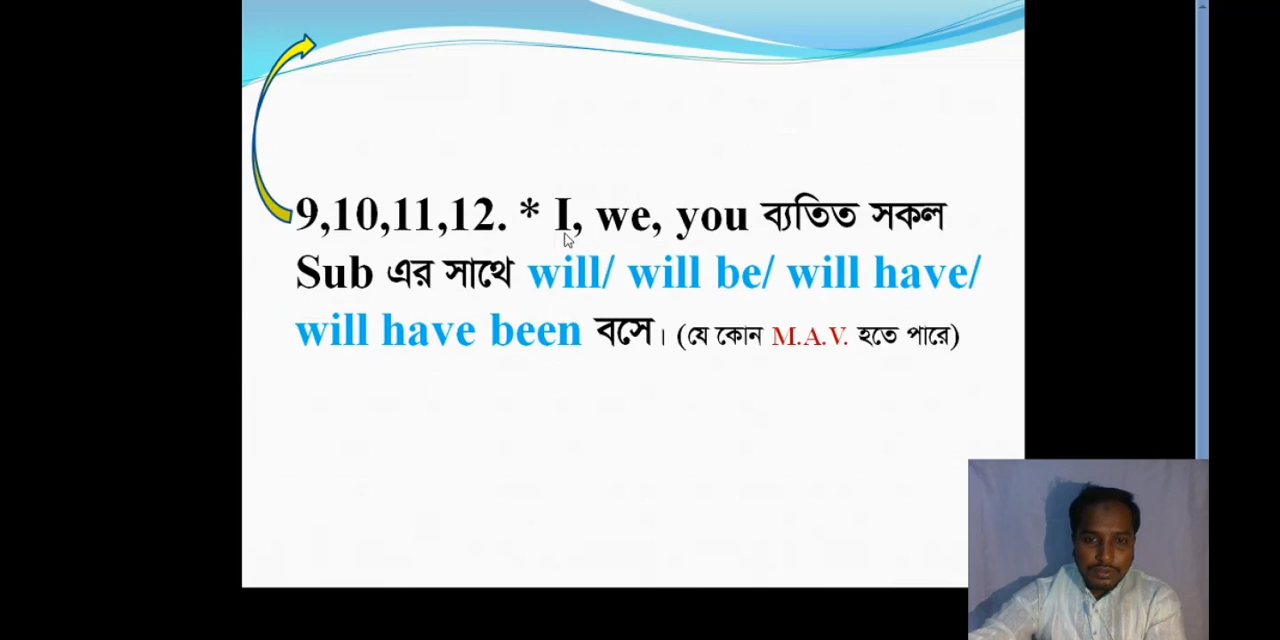 9,10,11,12. * I, we, you ব্যতিত সকল
Sub এর সাথে will/ will be/ will have/
will have been বসে। (যে কোন M.A.V. হতে পারে)